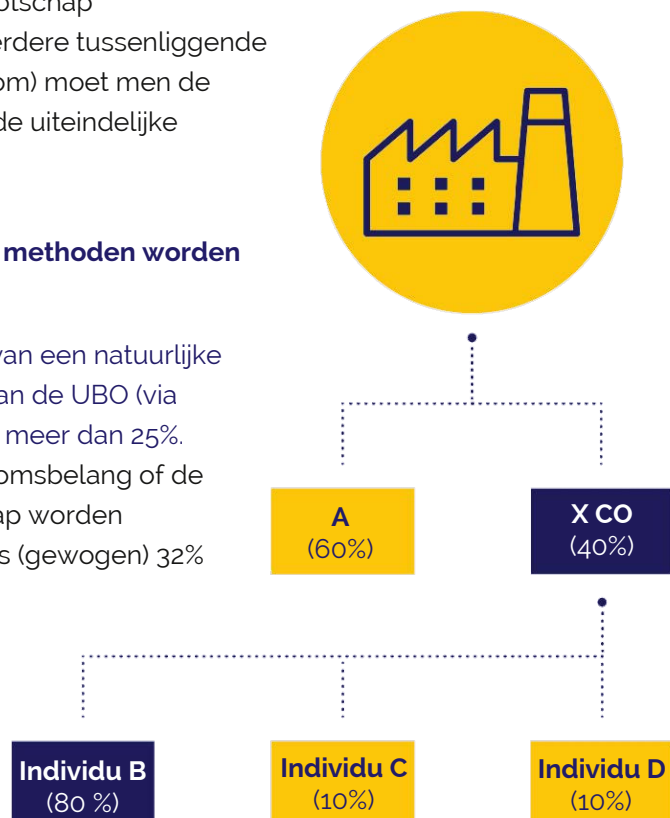 erdere tussenliggende
om) moet men de
de uiteindelijke
methoden worden
van een natuurlijke
an de UBO (via
meer dan 25%.
omsbelang of de
ap worden
s (gewogen) 32%
A
(60%)
X CO
(40%)
Individu B
(80 %)
Individu C
(10%)
Individu D
(10%)